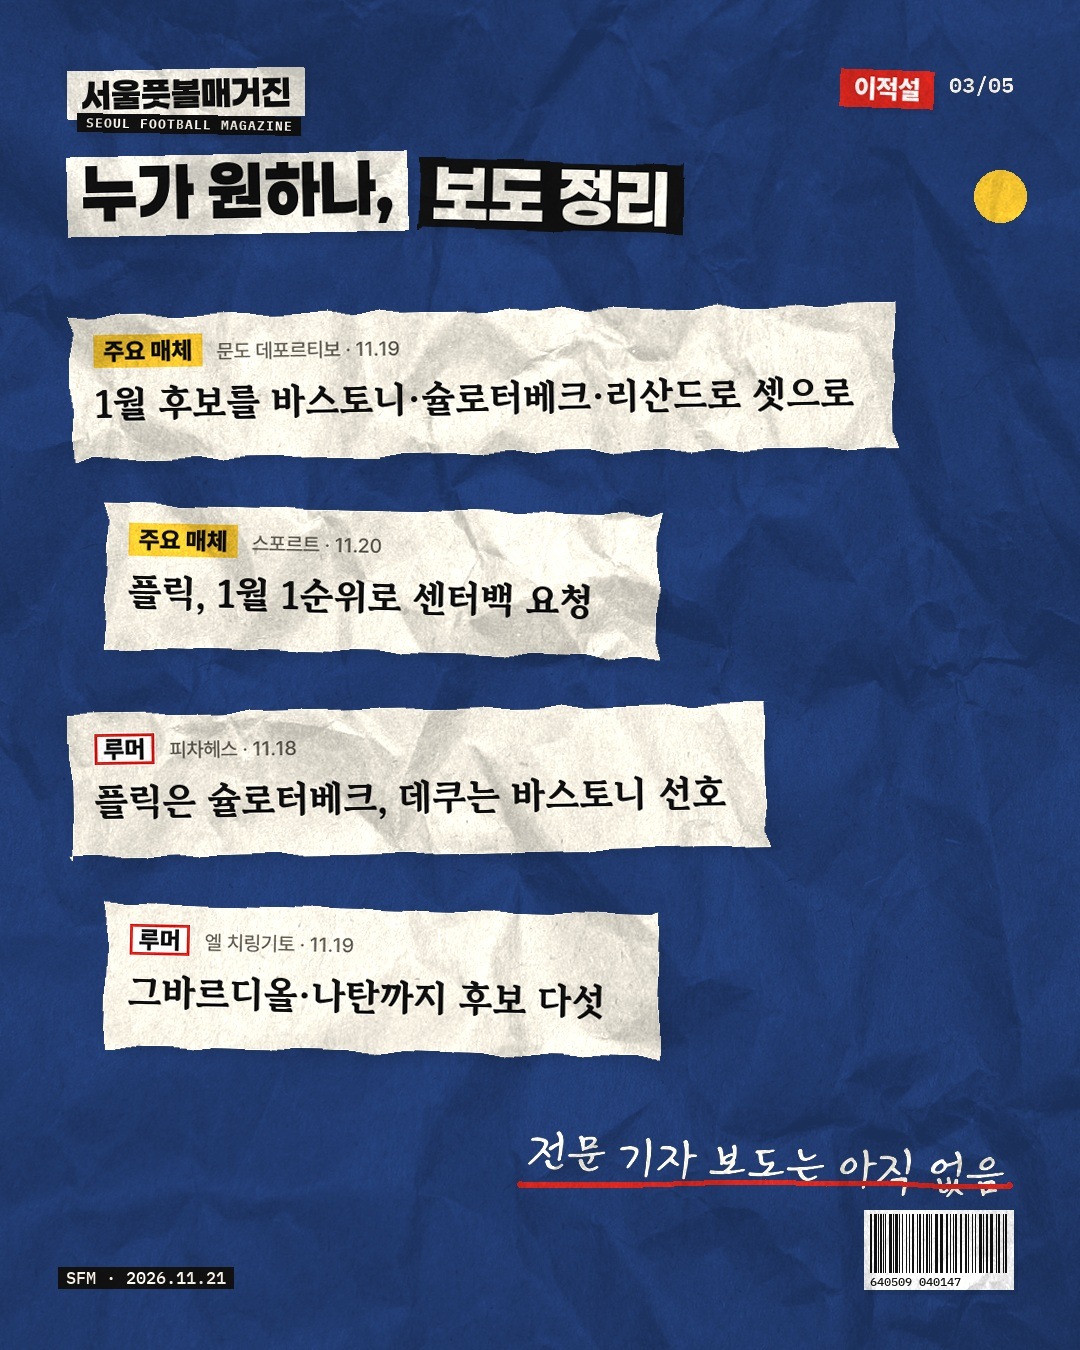 서울풋볼매거진
SEOUL FOOTBALL MAGAZINE
이적설 03/05
누가 원하나, 보도 정리
주요 매체 문도 데포르티보 · 11.19
1월 후보를 바스토니·슐로터베크·리산드로 셋으로
주요 매체 스포르트 · 11.20
플릭, 1월 1순위로 센터백 요청
루머 피차헤스 · 11.18
플릭은 슐로터베크, 데쿠는 바스토니 선호
루머 엘 치링기토 · 11.19
그바르디올·나탄까지 후보 다섯
전문 기자 보도는 아직 없음
640509 040147
SFM · 2026.11.21